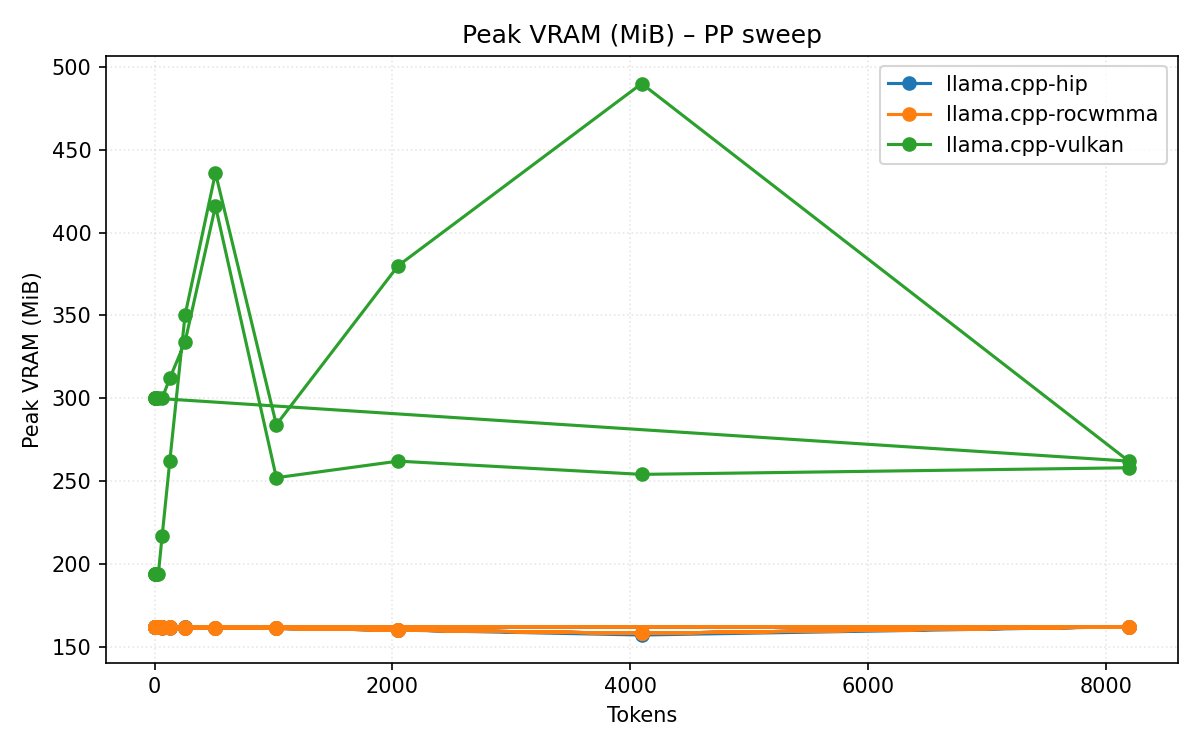 Peak VRAM (MiB) – PP sweep
llama.cpp-hip
llama.cpp-rocwmma
llama.cpp-vulkan
Peak VRAM (MiB)
500
450
400
350
300
250
200
150
0 2000 4000 6000 8000
Tokens